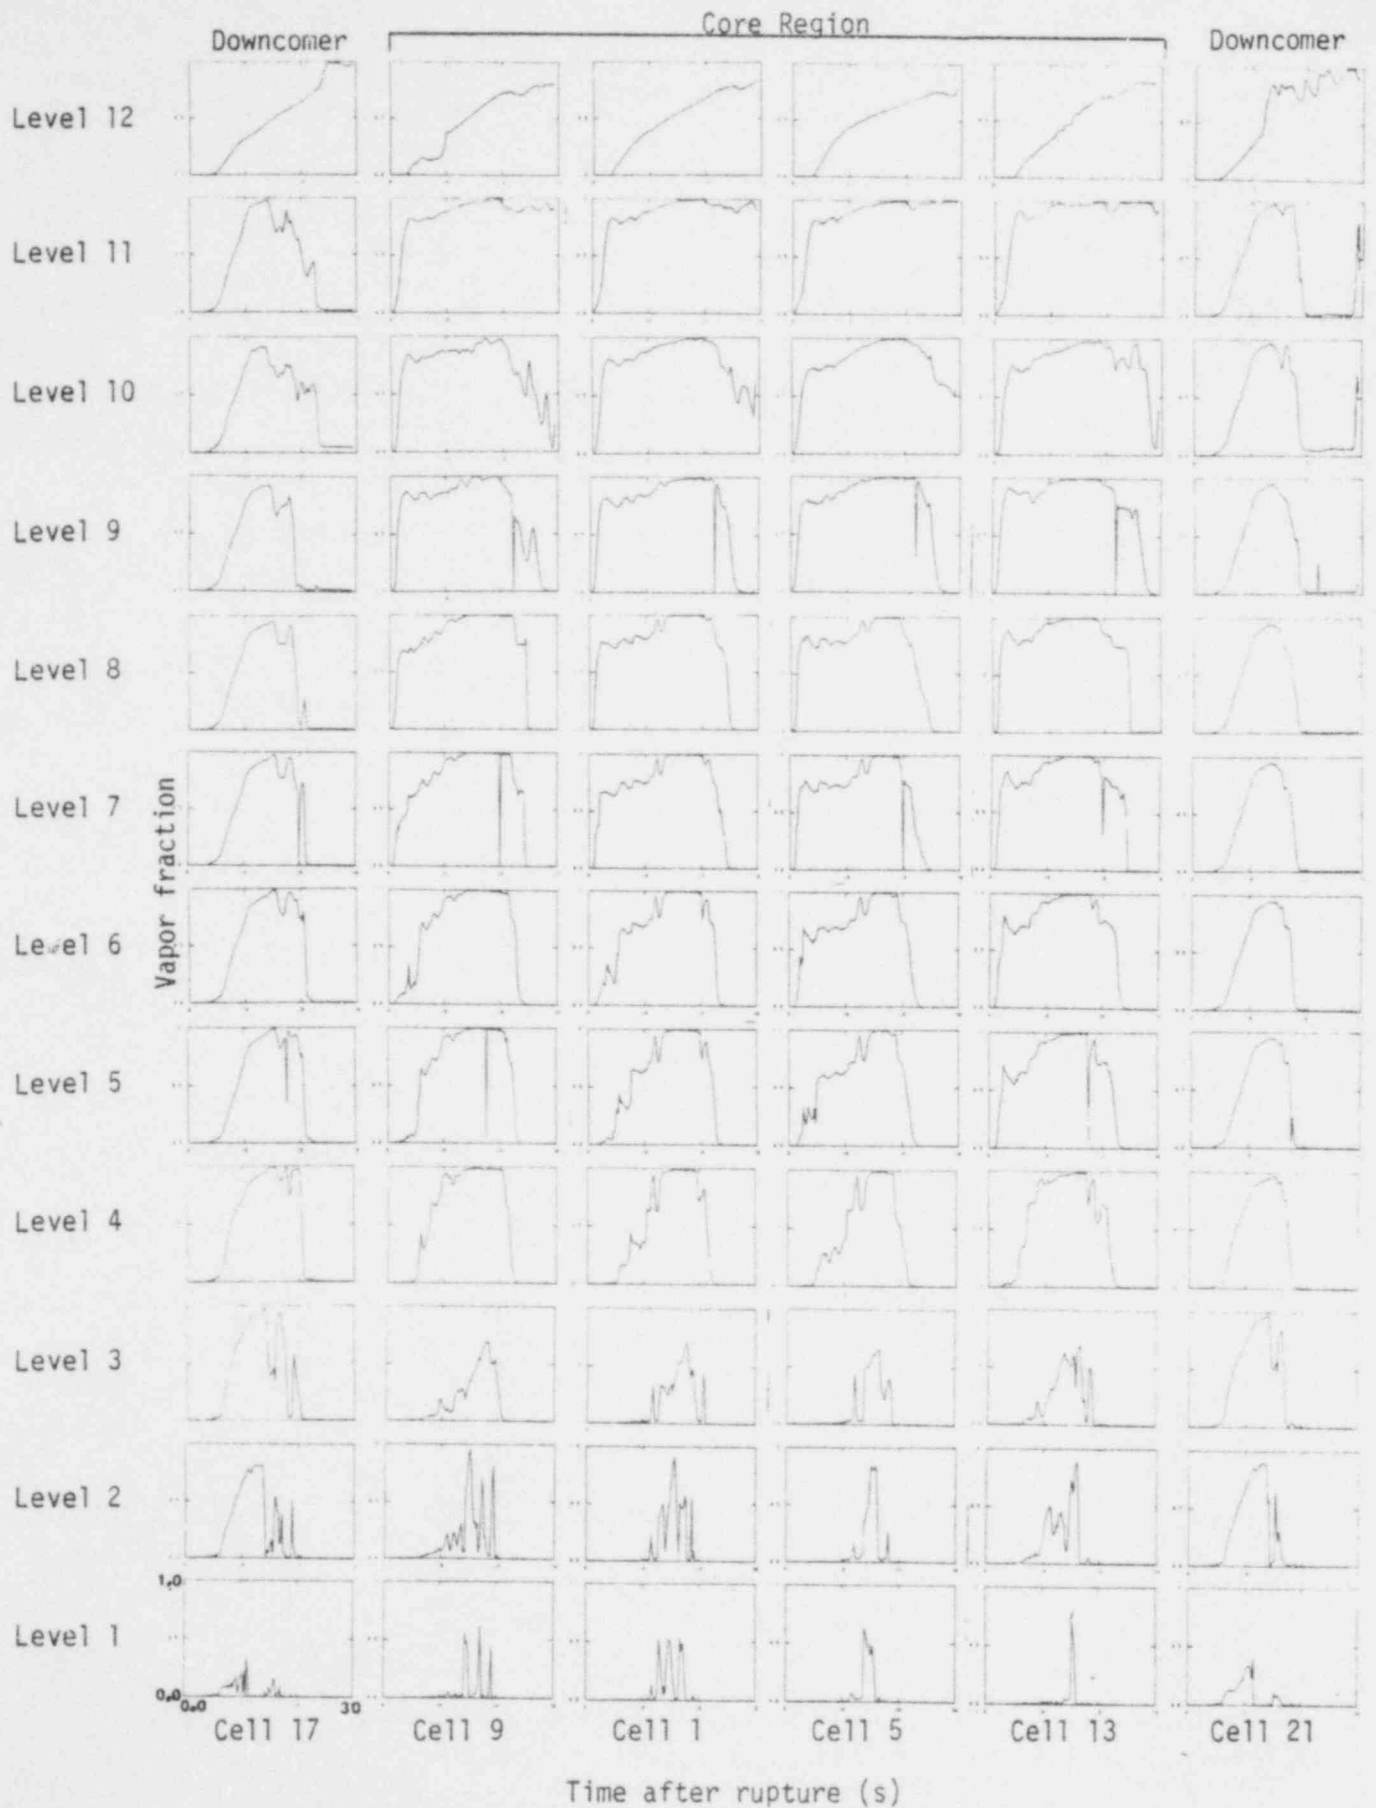 Core Region
Downcomer
Downcomer
Level 12
Level 11
Level 10
Level 9
Level 8
Level 7
Vapor fraction
Level 6
Level 5
Level 4
Level 3
Level 2
1.0
Level 1
0.0
0.0 30
Cell 17 Cell 9 Cell 1 Cell 5 Cell 13 Cell 21
Time after rupture (s)